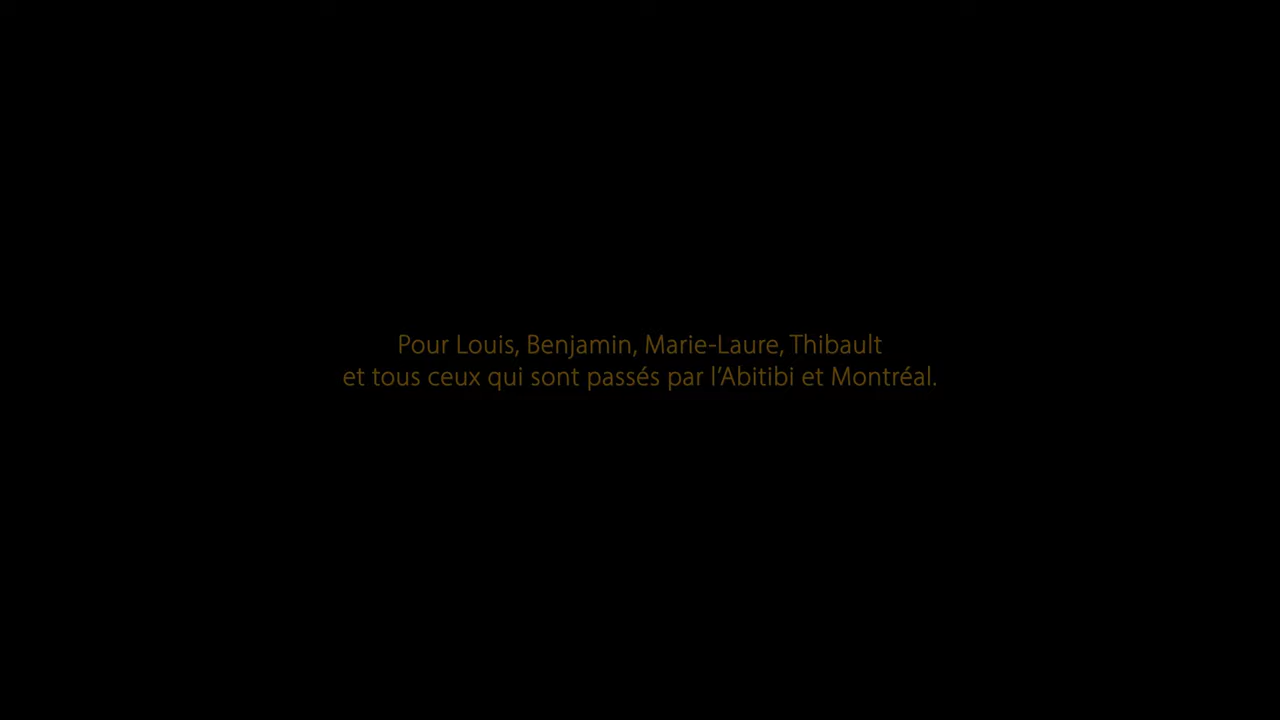 Pour Louis, Benjamin, Marie-Laure, Thibault
et tous ceux qui sont passés par l’Abitibi et Montréal.